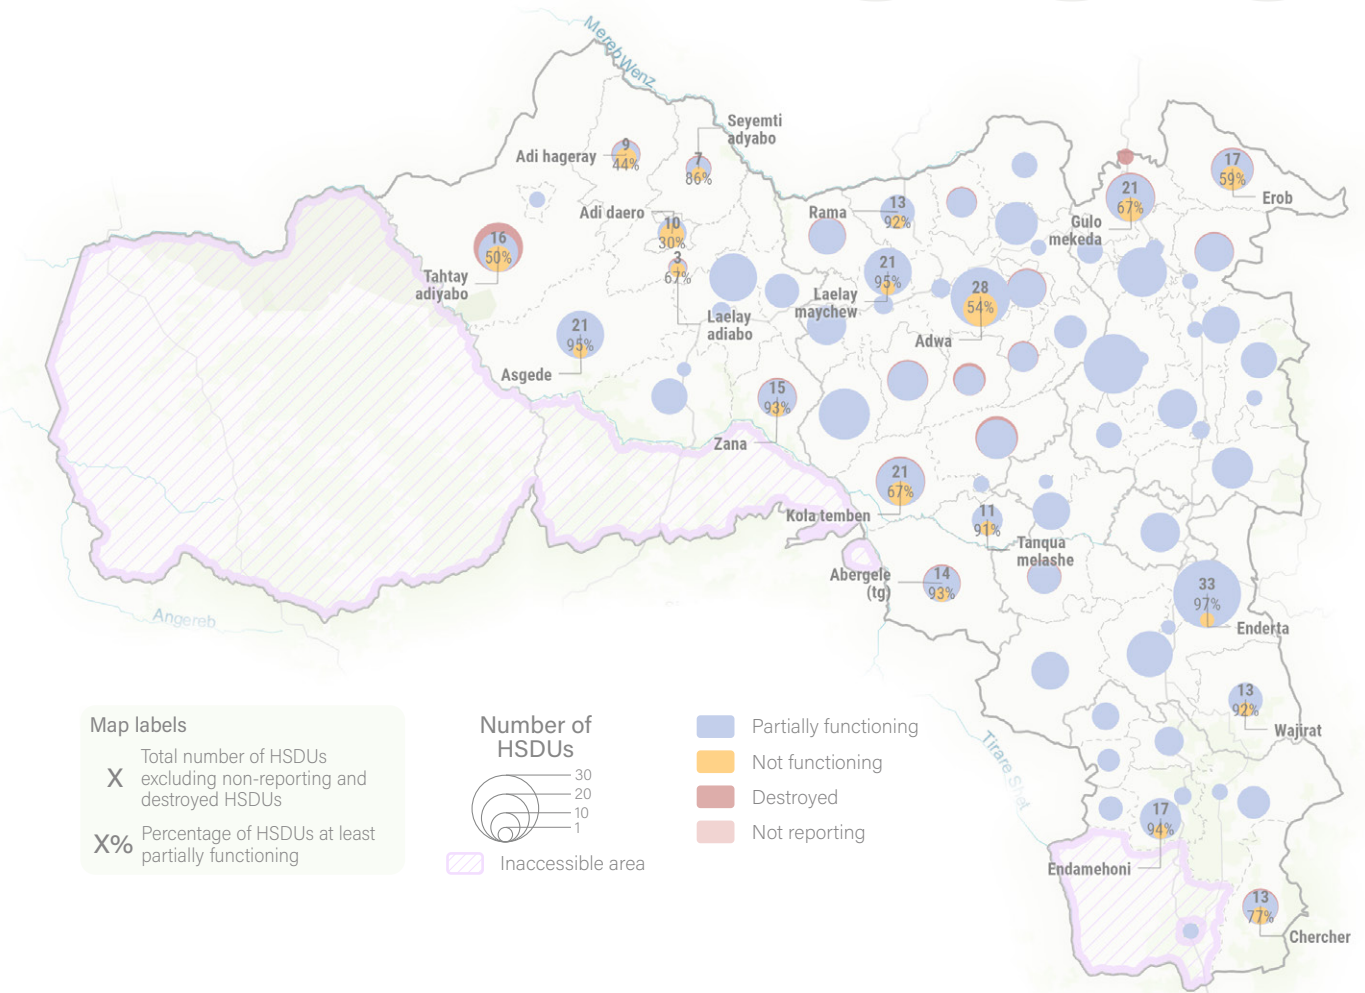 Mereb Wenz
Seyemti
adyabo
Adi hageray
9
44%
7
86%
17
59%
Erob
21
67%
Gulo
mekeda
Adi daero
10
30%
Rama
13
92%
16
50%
Tahtay
adiyabo
3
67%
Laelay
adiabo
21
95%
Laelay
maychew
28
54%
Adwa
21
95%
Asgede
15
93%
Zana
21
67%
Kola temben
11
91%
Tanqua
melashe
Abergele
(tg)
14
93%
33
97%
Enderta
Angereb
13
92%
Wajirat
Tirare
17
94%
Endamehoni
13
77%
Chercher
Map labels
X
Total number of HSDUs
excluding non-reporting and
destroyed HSDUs
X%
Percentage of HSDUs at least
partially functioning
Number of
HSDUs
30
20
10
1
Inaccessible area
Partially functioning
Not functioning
Destroyed
Not reporting